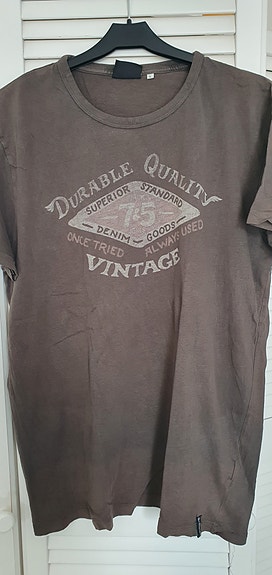 DURABLE QUALITY
SUPERIOR STANDARD
75
DENIM GOODS
ONCE TRIED ALWAYS USED
VINTAGE